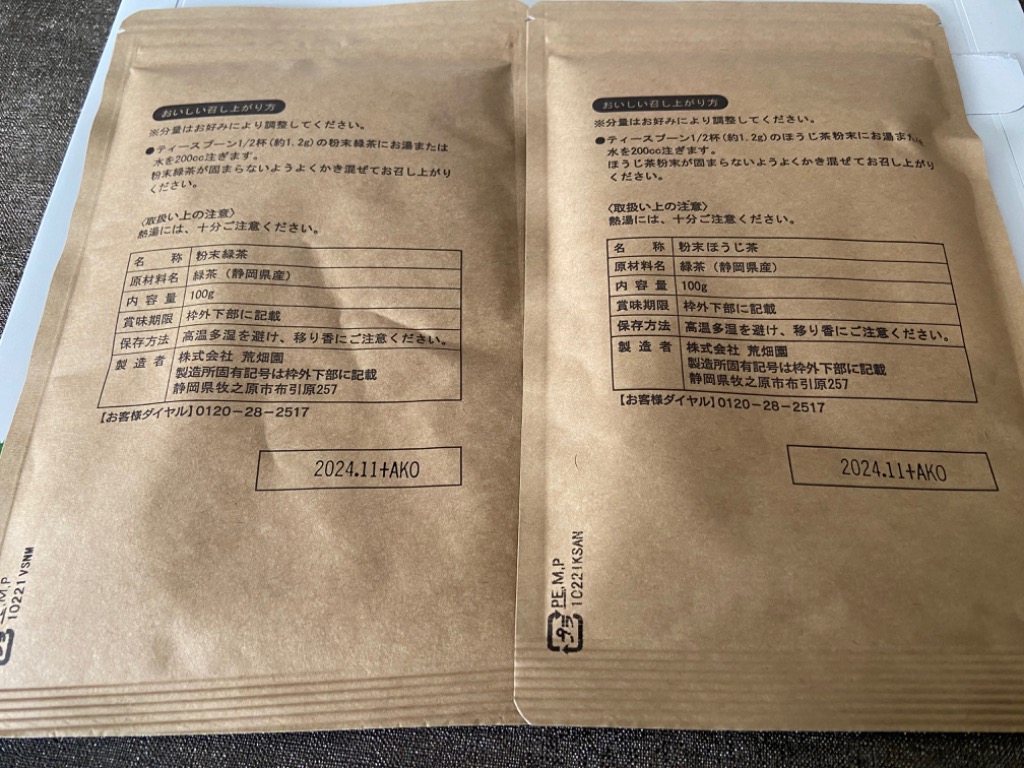 おいしい召し上がり方
※分量はお好みにより調整してください。
●ティースプーン1/2杯(約1.2g)の粉末緑茶にお湯または
水を200cc注ぎます。
粉末緑茶が固まらないようよくかき混ぜてお召し上がり
ください。
〈取扱い上の注意〉
熱湯には、十分ご注意ください。
名 称 粉末緑茶
原材料名 緑茶（静岡県産）
内容量 100g
賞味期限 枠外下部に記載
保存方法 高温多湿を避け、移り香にご注意ください。
製造者 株式会社 荒畑園
製造所固有記号は枠外下部に記載
静岡県牧之原市布引原257
【お客様ダイヤル】0120-28-2517
2024.11+AKO
M,P
10221VSNM
おいしい召し上がり方
※分量はお好みにより調整してください。
●ティースプーン1/2杯(約1.2g)のほうじ茶粉末にお湯または
水を200cc注ぎます。
ほうじ茶粉末が固まらないようよくかき混ぜてお召し上がり
ください。
〈取扱い上の注意〉
熱湯には、十分ご注意ください。
名 称 粉末ほうじ茶
原材料名 緑茶（静岡県産）
内容量 100g
賞味期限 枠外下部に記載
保存方法 高温多湿を避け、移り香にご注意ください。
製造者 株式会社 荒畑園
製造所固有記号は枠外下部に記載
静岡県牧之原市布引原257
【お客様ダイヤル】0120-28-2517
2024.11+AKO
プラ PE,M,P
10221KSAN